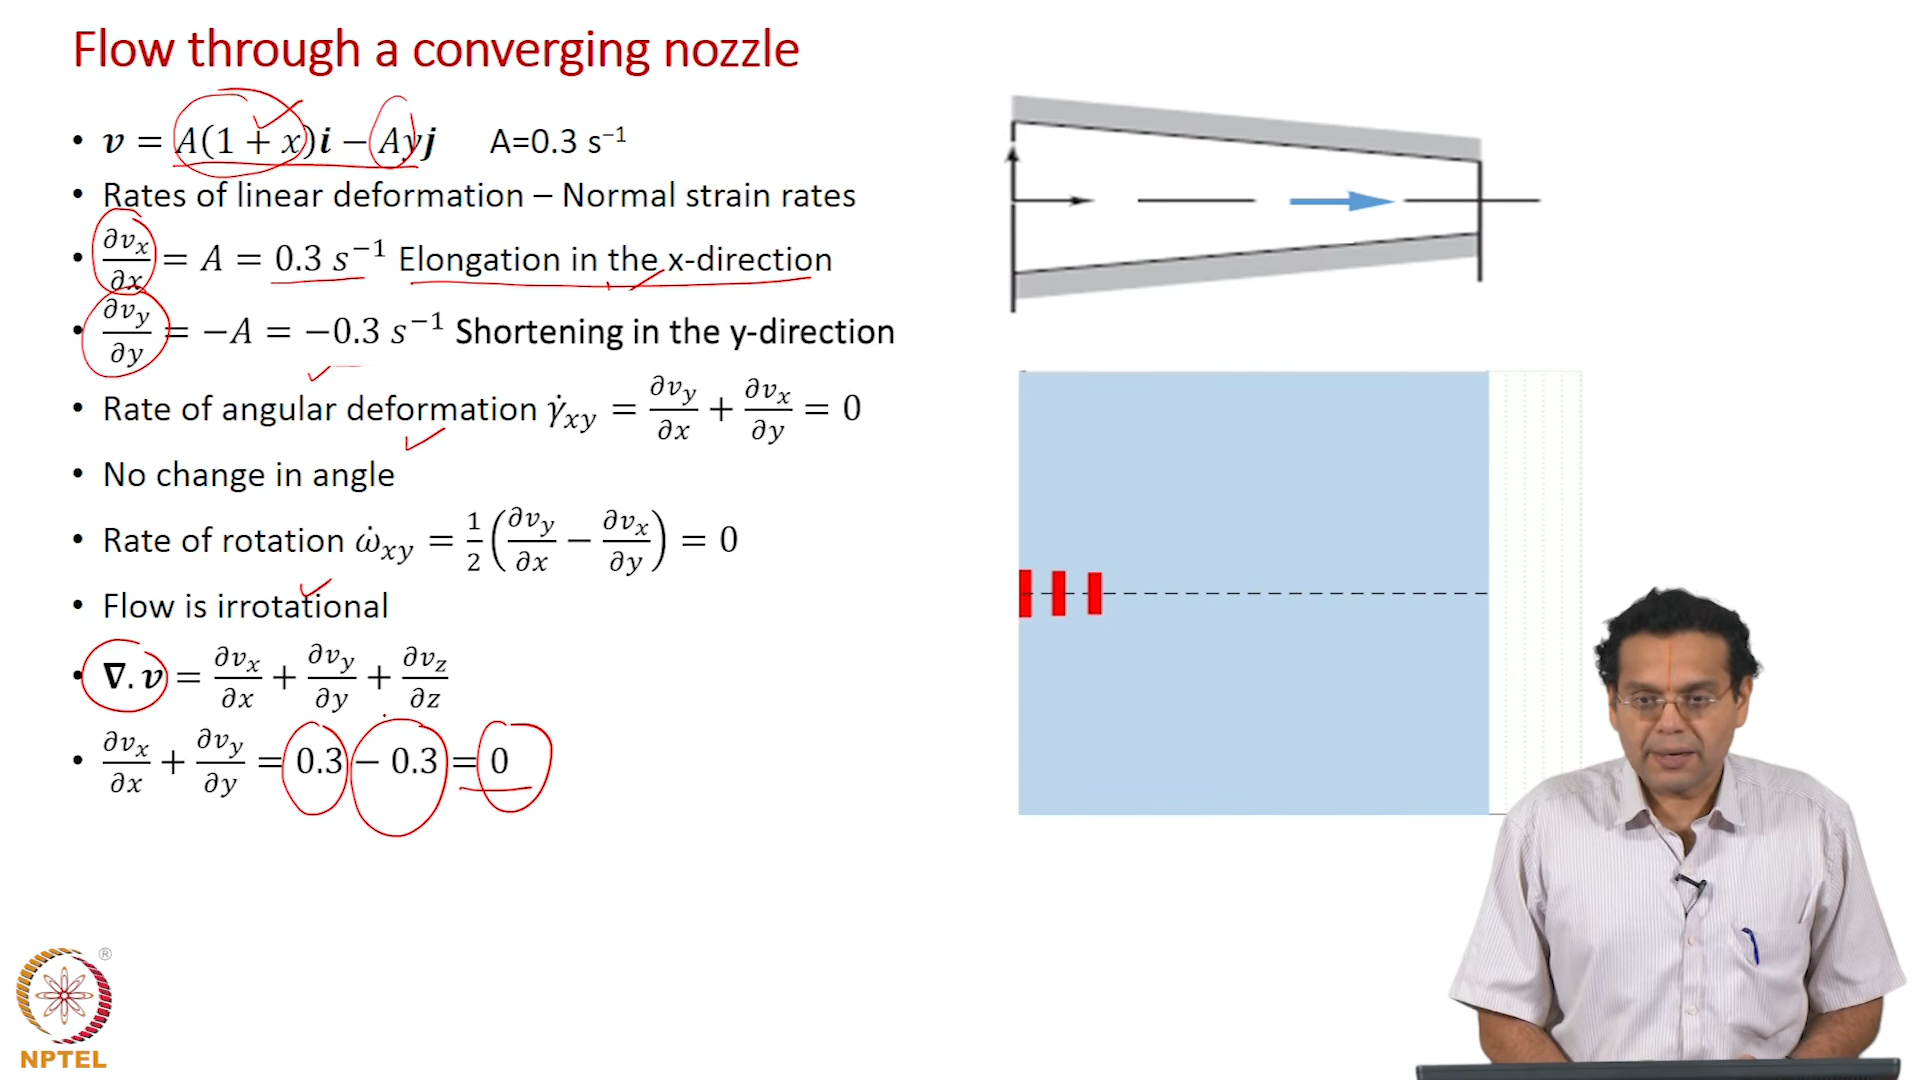 Flow through a converging nozzle
• v = A(1 + x)i − Ayj A=0.3 s⁻¹
• Rates of linear deformation – Normal strain rates
• ∂vₓ/∂x = A = 0.3 s⁻¹ Elongation in the x-direction
• ∂v_y/∂y = −A = −0.3 s⁻¹ Shortening in the y-direction
• Rate of angular deformation γ̇_xy = ∂v_y/∂x + ∂vₓ/∂y = 0
• No change in angle
• Rate of rotation ω̇_xy = 1/2 (∂v_y/∂x − ∂vₓ/∂y) = 0
• Flow is irrotational
• ∇. v = ∂vₓ/∂x + ∂v_y/∂y + ∂v_z/∂z
• ∂vₓ/∂x + ∂v_y/∂y = 0.3 − 0.3 = 0
®
NPTEL